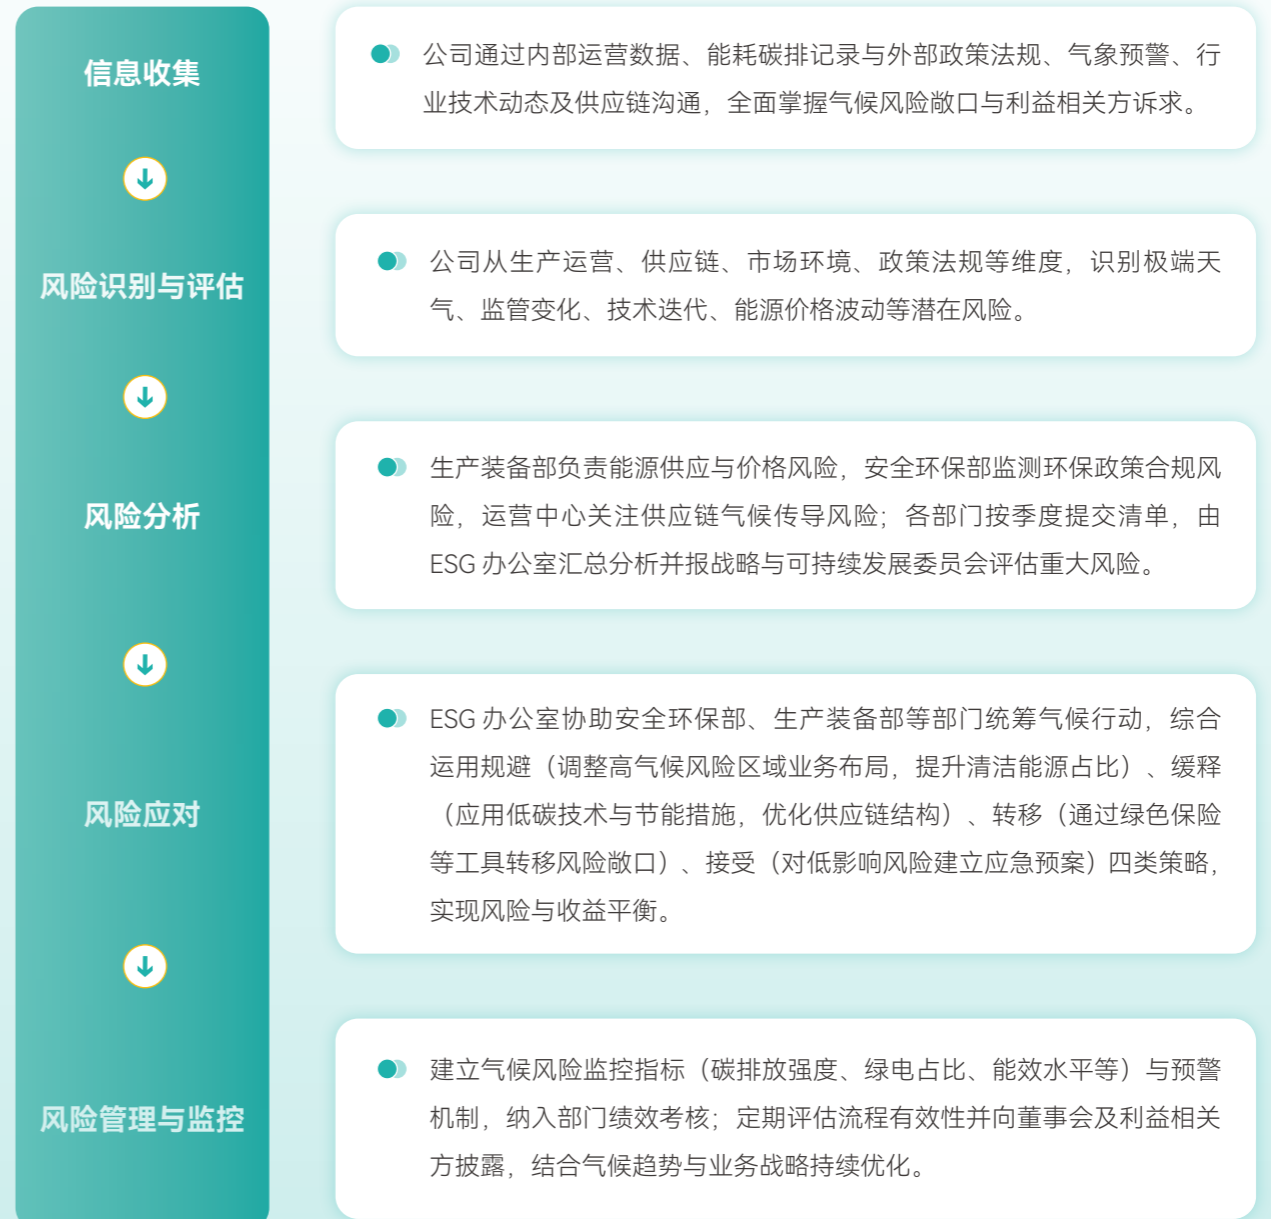 信息收集
公司通过内部运营数据、能耗碳排记录与外部政策法规、气象预警、行
业技术动态及供应链沟通，全面掌握气候风险敞口与利益相关方诉求。
风险识别与评估
公司从生产运营、供应链、市场环境、政策法规等维度，识别极端天
气、监管变化、技术迭代、能源价格波动等潜在风险。
风险分析
生产装备部负责能源供应与价格风险，安全环保部监测环保政策合规风
险，运营中心关注供应链气候传导风险；各部门按季度提交清单，由
ESG 办公室汇总分析并报战略与可持续发展委员会评估重大风险。
风险应对
ESG 办公室协助安全环保部、生产装备部等部门统筹气候行动，综合
运用规避（调整高气候风险区域业务布局，提升清洁能源占比）、缓释
（应用低碳技术与节能措施，优化供应链结构）、转移（通过绿色保险
等工具转移风险敞口）、接受（对低影响风险建立应急预案）四类策略，
实现风险与收益平衡。
风险管理与监控
建立气候风险监控指标（碳排放强度、绿电占比、能效水平等）与预警
机制，纳入部门绩效考核；定期评估流程有效性并向董事会及利益相关
方披露，结合气候趋势与业务战略持续优化。